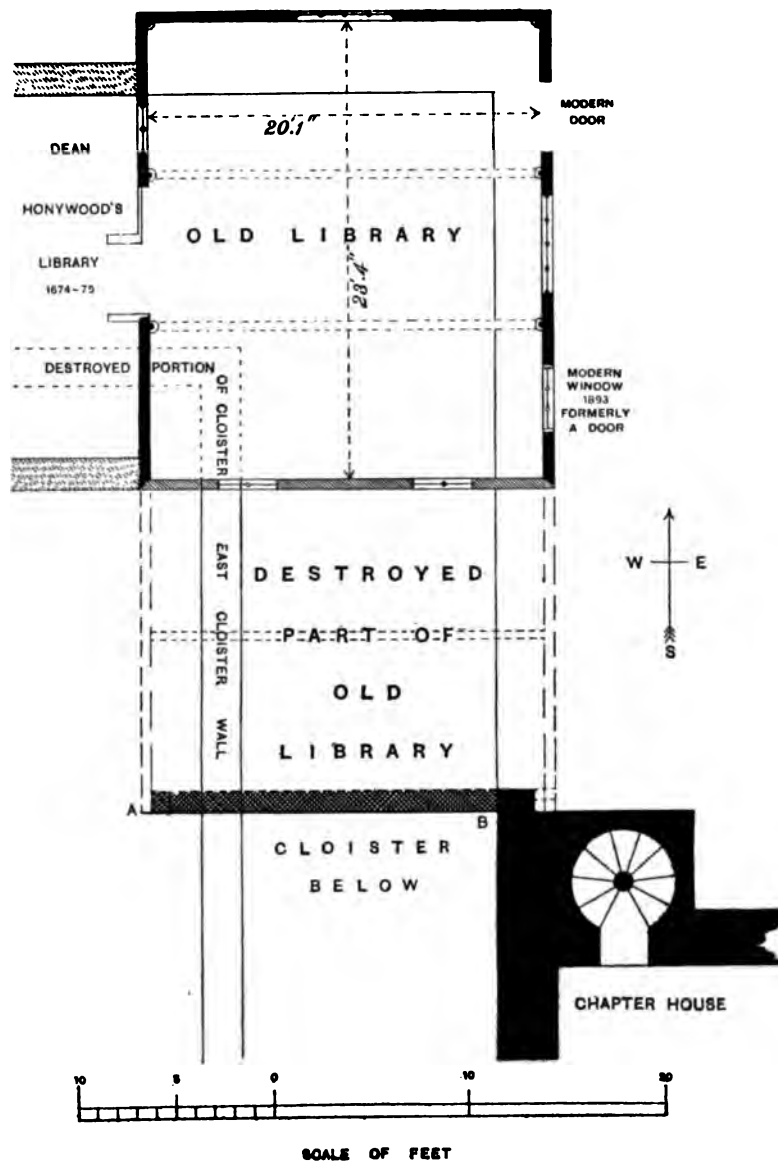 MODERN
DOOR
20'.1"
DEAN
HONYWOOD'S
LIBRARY
1674-75
OLD LIBRARY
23'.4"
DESTROYED PORTION
OF CLOISTER
MODERN
WINDOW
1893
FORMERLY
A DOOR
EAST CLOISTER WALL
W E
S
DESTROYED
PART OF
OLD
LIBRARY
A
B
CLOISTER
BELOW
CHAPTER HOUSE
10 5 0 10 20
SCALE OF FEET